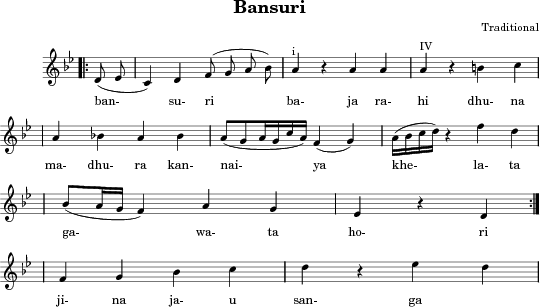 Bansuri
Traditional
i IV
ban- su- ri ba- ja ra- hi dhu- na
ma- dhu- ra kan- nai- ya khe- la- ta
ga- wa- ta ho- ri
ji- na ja- u san- ga